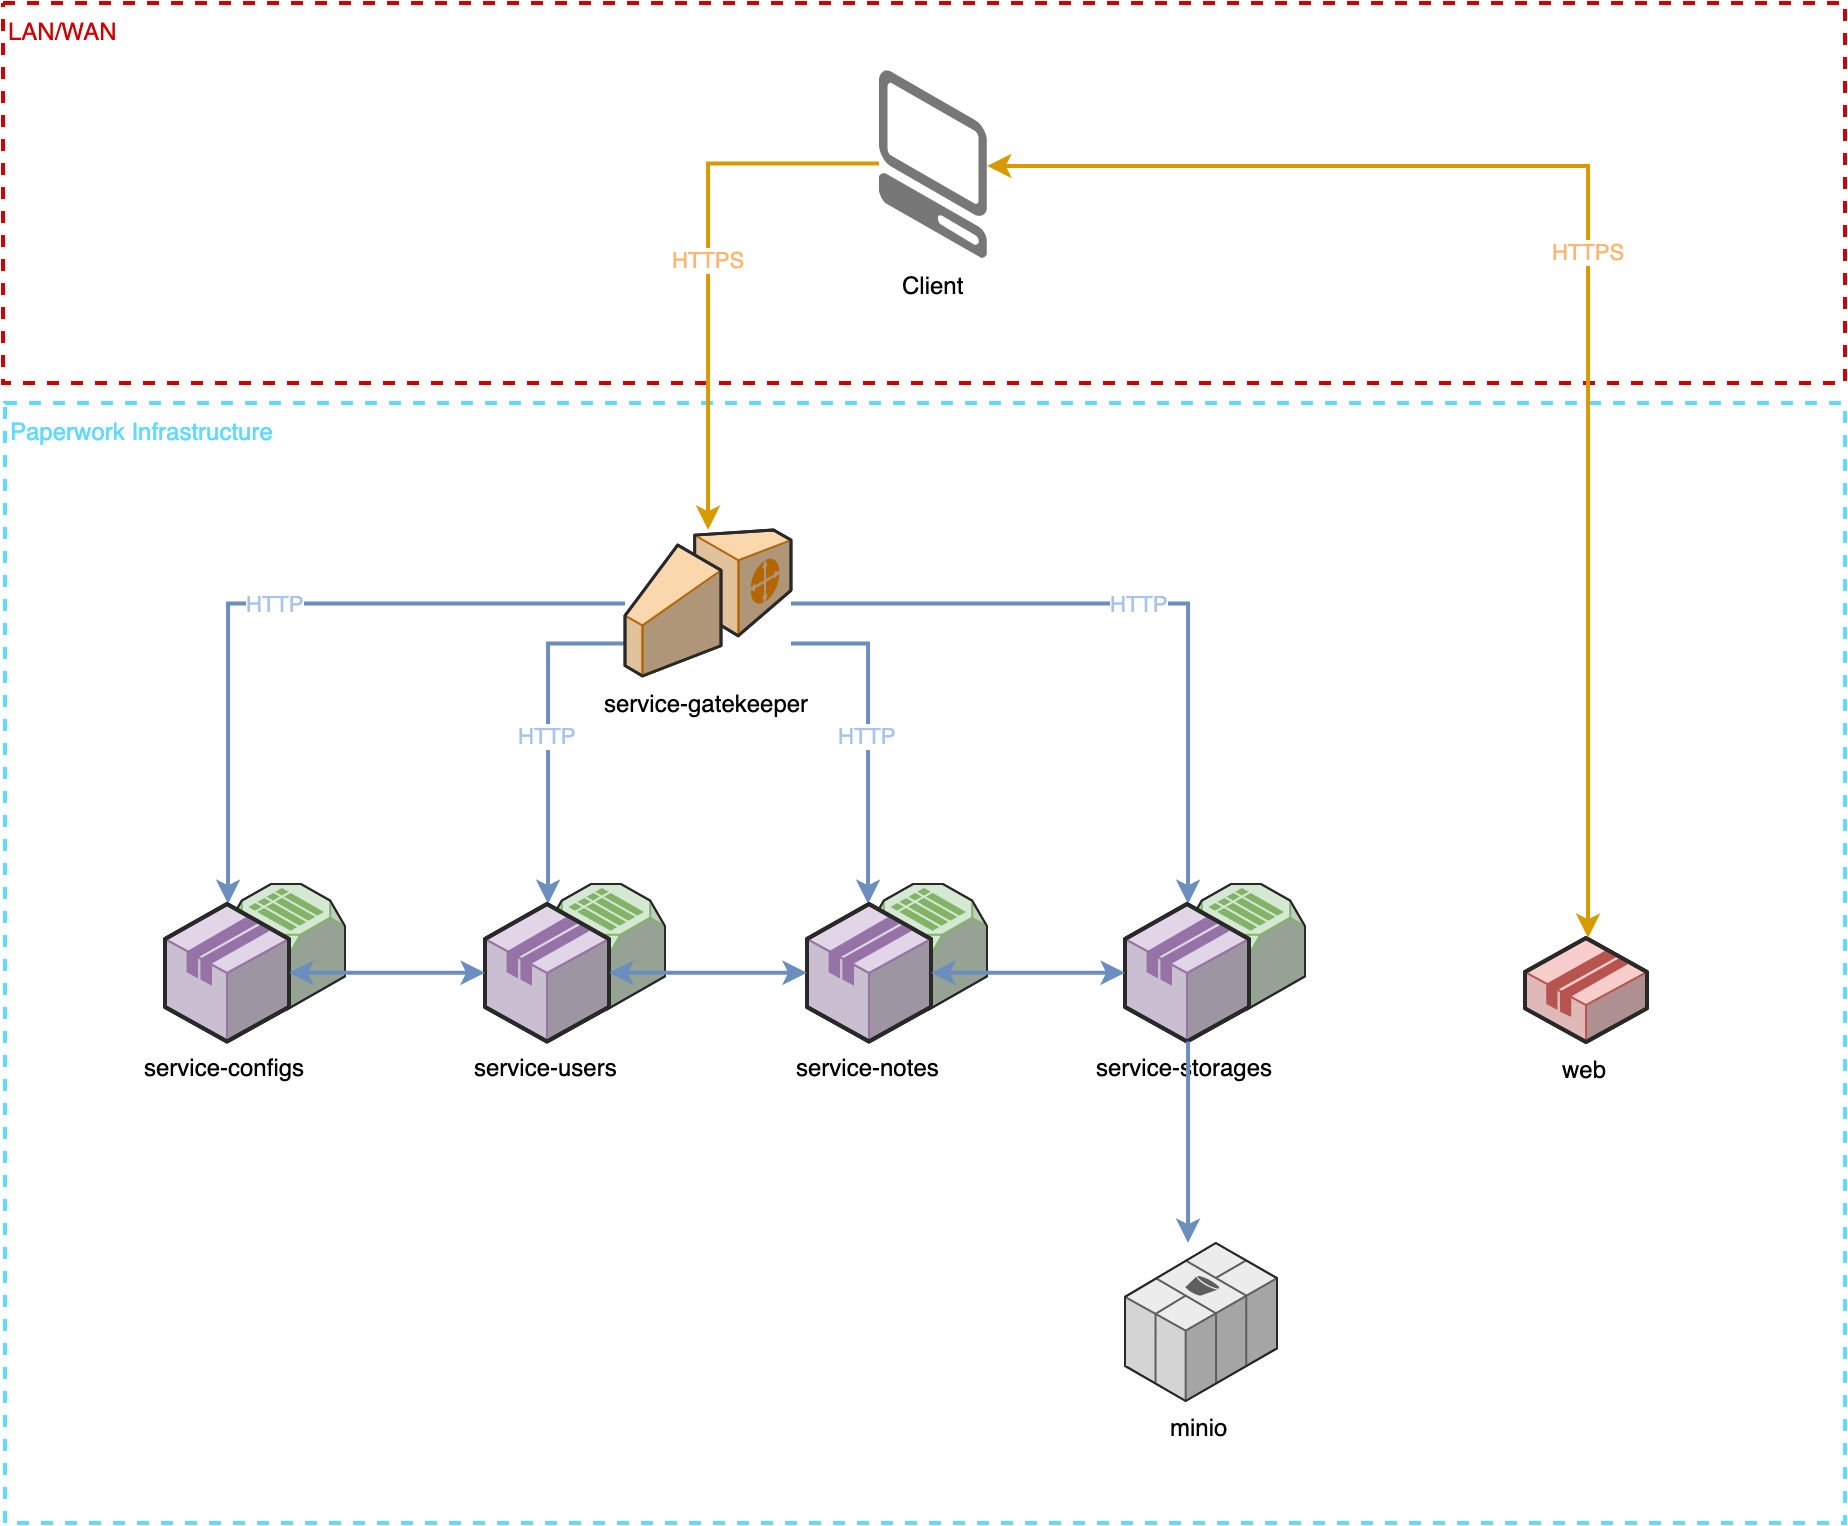 LAN/WAN
HTTPS
HTTPS
Client
Paperwork Infrastructure
HTTP
HTTP
service-gatekeeper
HTTP
HTTP
service-configs
service-users
service-notes
service-storages
web
minio